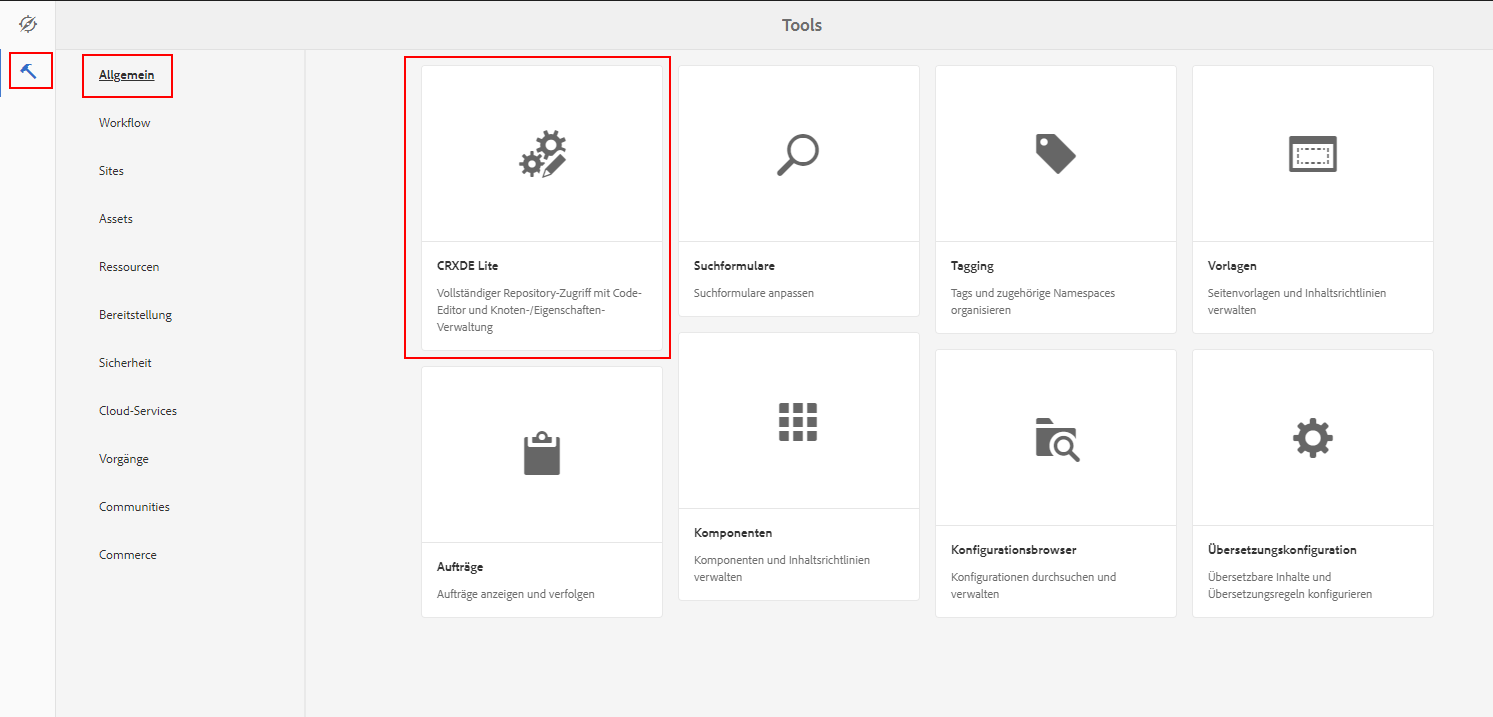 Tools
Allgemein
Workflow
Sites
Assets
Ressourcen
Bereitstellung
Sicherheit
Cloud-Services
Vorgänge
Communities
Commerce
CRXDE Lite
Vollständiger Repository-Zugriff mit Code-
Editor und Knoten-/Eigenschaften-
Verwaltung
Suchformulare
Suchformulare anpassen
Tagging
Tags und zugehörige Namespaces
organisieren
Vorlagen
Seitenvorlagen und Inhaltsrichtlinien
verwalten
Aufträge
Aufträge anzeigen und verfolgen
Komponenten
Komponenten und Inhaltsrichtlinien
verwalten
Konfigurationsbrowser
Konfigurationen durchsuchen und
verwalten
Übersetzungskonfiguration
Übersetzbare Inhalte und
Übersetzungsregeln konfigurieren